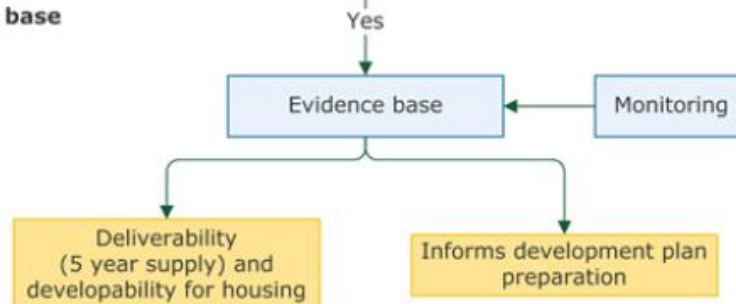 base
Yes
Evidence base
Monitoring
Deliverability
(5 year supply) and
developability for housing
Informs development plan
preparation